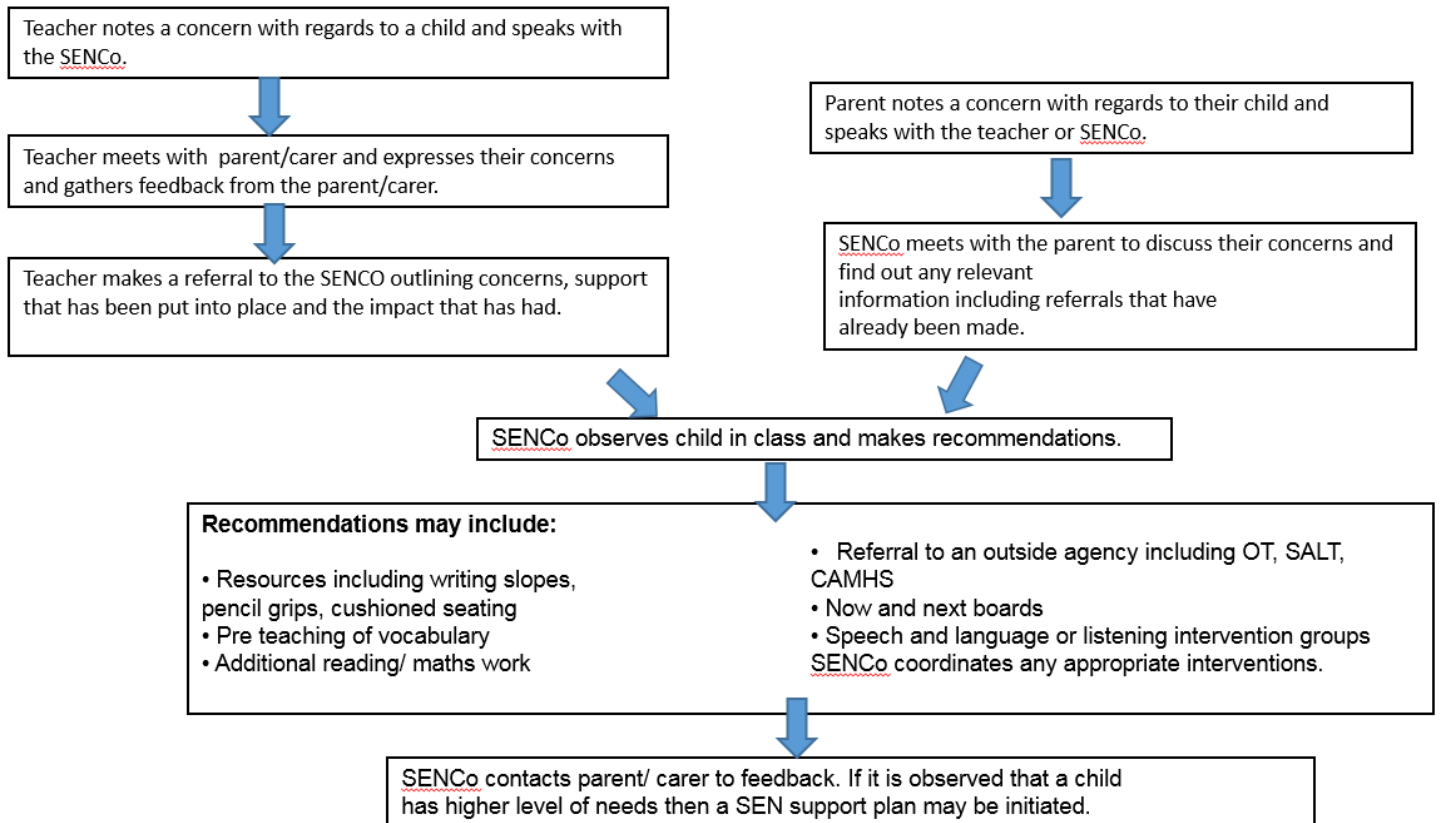 Teacher notes a concern with regards to a child and speaks with
the SENCo.
Teacher meets with parent/carer and expresses their concerns
and gathers feedback from the parent/carer.
Teacher makes a referral to the SENCO outlining concerns, support
that has been put into place and the impact that has had.
Parent notes a concern with regards to their child and
speaks with the teacher or SENCo.
SENCo meets with the parent to discuss their concerns and
find out any relevant
information including referrals that have
already been made.
SENCo observes child in class and makes recommendations.
Recommendations may include:
• Resources including writing slopes,
pencil grips, cushioned seating
• Pre teaching of vocabulary
• Additional reading/ maths work
• Referral to an outside agency including OT, SALT,
CAMHS
• Now and next boards
• Speech and language or listening intervention groups
SENCo coordinates any appropriate interventions.
SENCo contacts parent/ carer to feedback. If it is observed that a child
has higher level of needs then a SEN support plan may be initiated.